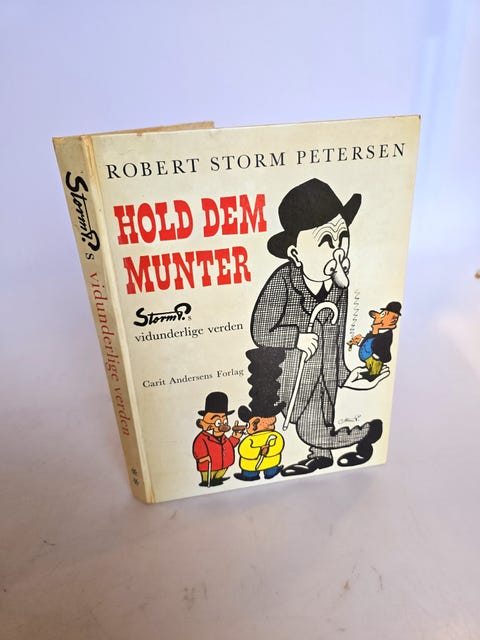 ROBERT STORM PETERSEN
HOLD DEM
MUNTER
Storm P.s
vidunderlige verden
Carit Andersens Forlag
Storm P.s vidunderlige verden
**